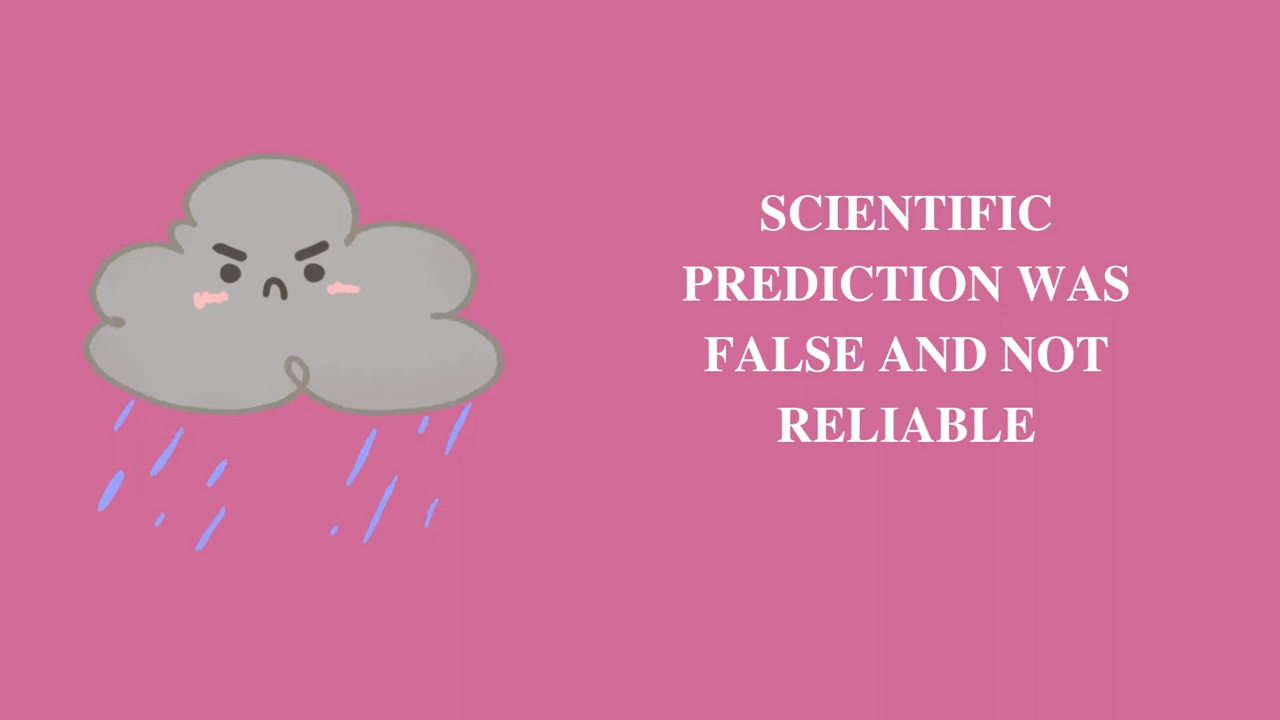 SCIENTIFIC
PREDICTION WAS
FALSE AND NOT
RELIABLE